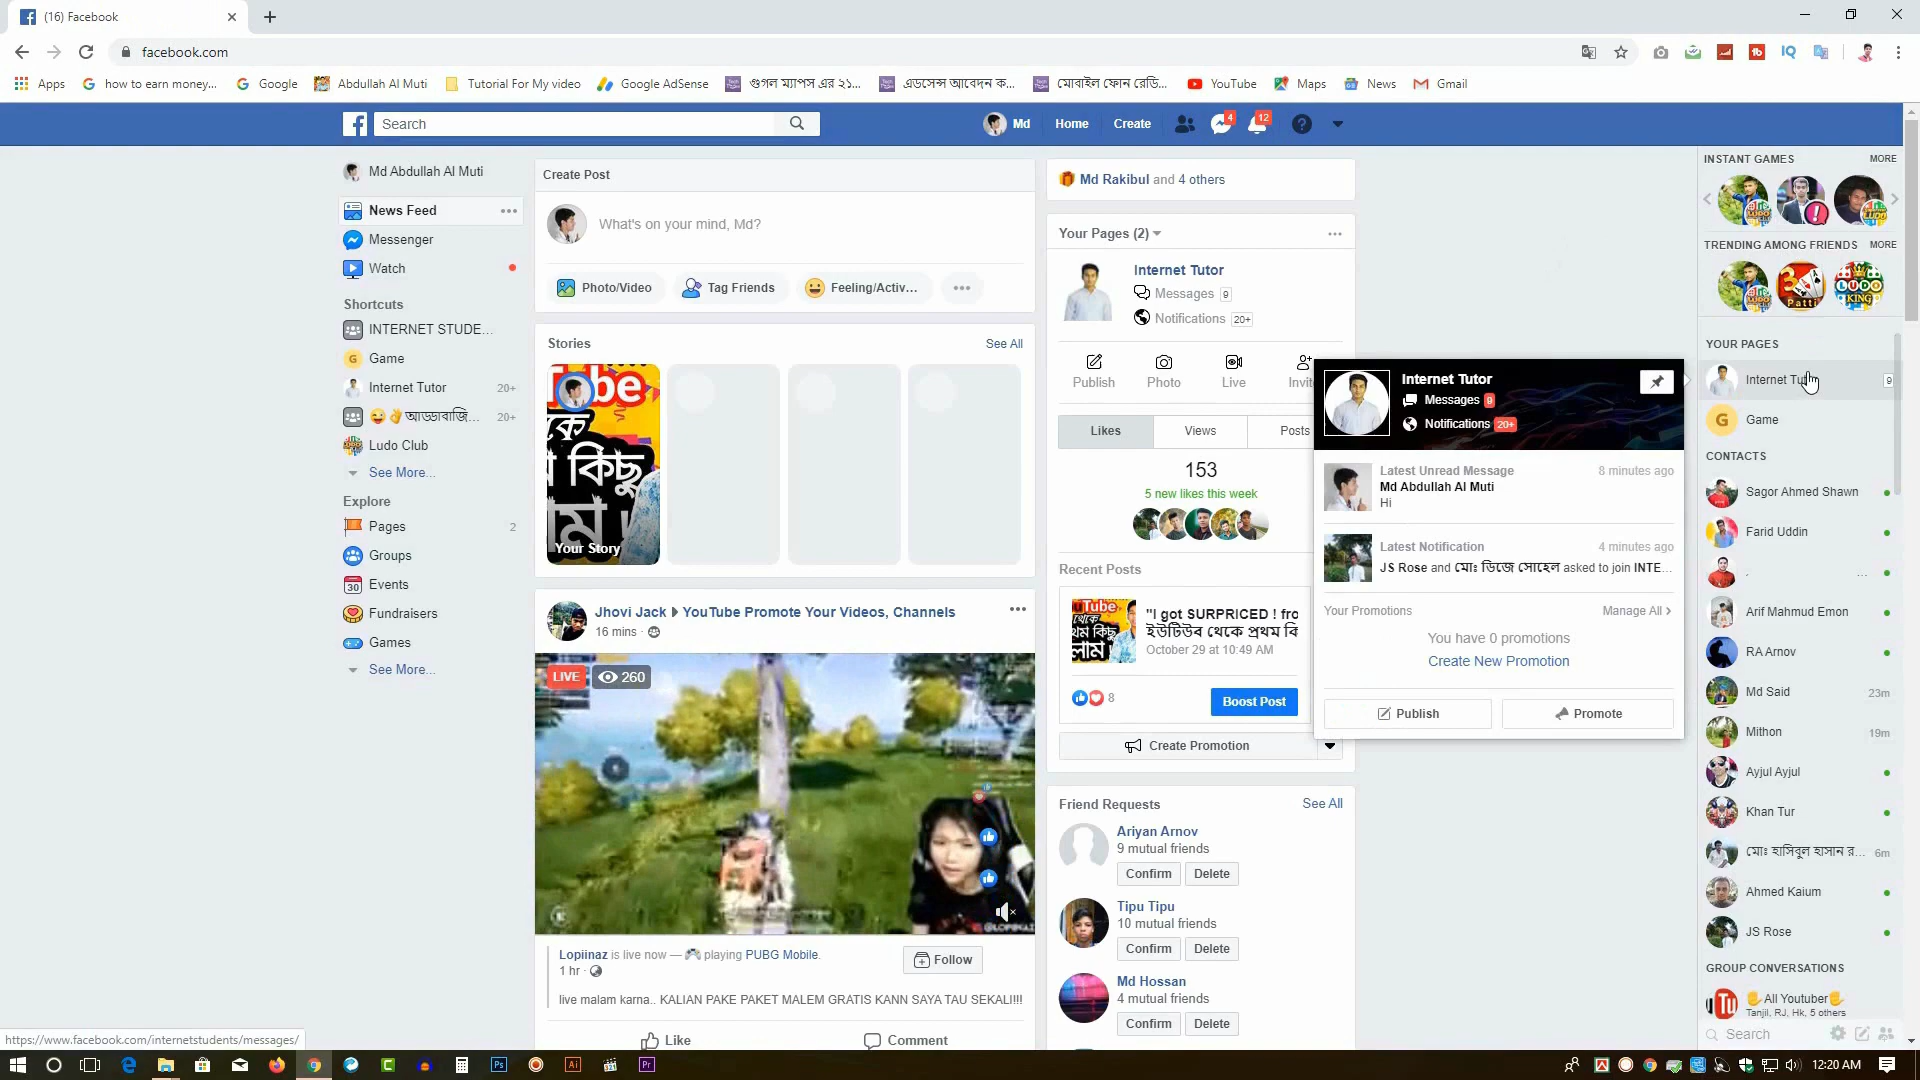 (16) Facebook
facebook.com
Apps
how to earn money...
Google
Abdullah Al Muti
Tutorial For My video
Google AdSense
গুগল ম্যাপস এর ২১...
এডসেন্স আবেদন ক...
মোবাইল ফোন রেডি...
YouTube
Maps
News
Gmail
Search
Md
Home
Create
4
12
Md Abdullah Al Muti
News Feed
Messenger
Watch
Shortcuts
INTERNET STUDE...
Game
Internet Tutor 20+
😜👌আড্ডাবাজি... 20+
Ludo Club
See More...
Explore
Pages 2
Groups
Events
Fundraisers
Games
See More...
Create Post
What's on your mind, Md?
Photo/Video
Tag Friends
Feeling/Activ...
Stories
See All
Your Story
Jhovi Jack ▶ YouTube Promote Your Videos, Channels
16 mins ·
LIVE
260
Lopiinaz is live now — 🎮 playing PUBG Mobile.
1 hr ·
Follow
live malam karna.. KALIAN PAKE PAKET MALEM GRATIS KANN SAYA TAU SEKALI!!!!
Like
Comment
Md Rakibul and 4 others
Your Pages (2)
Internet Tutor
Messages 9
Notifications 20+
Publish
Photo
Live
Invit
Likes
Views
Posts
153
5 new likes this week
Recent Posts
"I got SURPRICED ! fro
ইউটিউব থেকে প্রথম কি
October 29 at 10:49 AM
8
Boost Post
Create Promotion
Friend Requests
See All
Ariyan Arnov
9 mutual friends
Confirm
Delete
Tipu Tipu
10 mutual friends
Confirm
Delete
Md Hossan
4 mutual friends
Confirm
Delete
Internet Tutor
Messages 9
Notifications 20+
Latest Unread Message 8 minutes ago
Md Abdullah Al Muti
Hi
Latest Notification 4 minutes ago
JS Rose and মোঃ ডিজে সোহেল asked to join INTE...
Your Promotions
Manage All
You have 0 promotions
Create New Promotion
Publish
Promote
INSTANT GAMES MORE
TRENDING AMONG FRIENDS MORE
YOUR PAGES
Internet Tu 9
Game
CONTACTS
Sagor Ahmed Shawn
Farid Uddin
. ...
Arif Mahmud Emon
RA Arnov
Md Said 23m
Mithon 19m
Ayjul Ayjul
Khan Tur
মোঃ হাসিবুল হাসান র... 6m
Ahmed Kaium
JS Rose
GROUP CONVERSATIONS
✋All Youtuber✋
Tanjil, RJ, Hk, 5 others
Search
https://www.facebook.com/internetstudents/messages/
12:20 AM